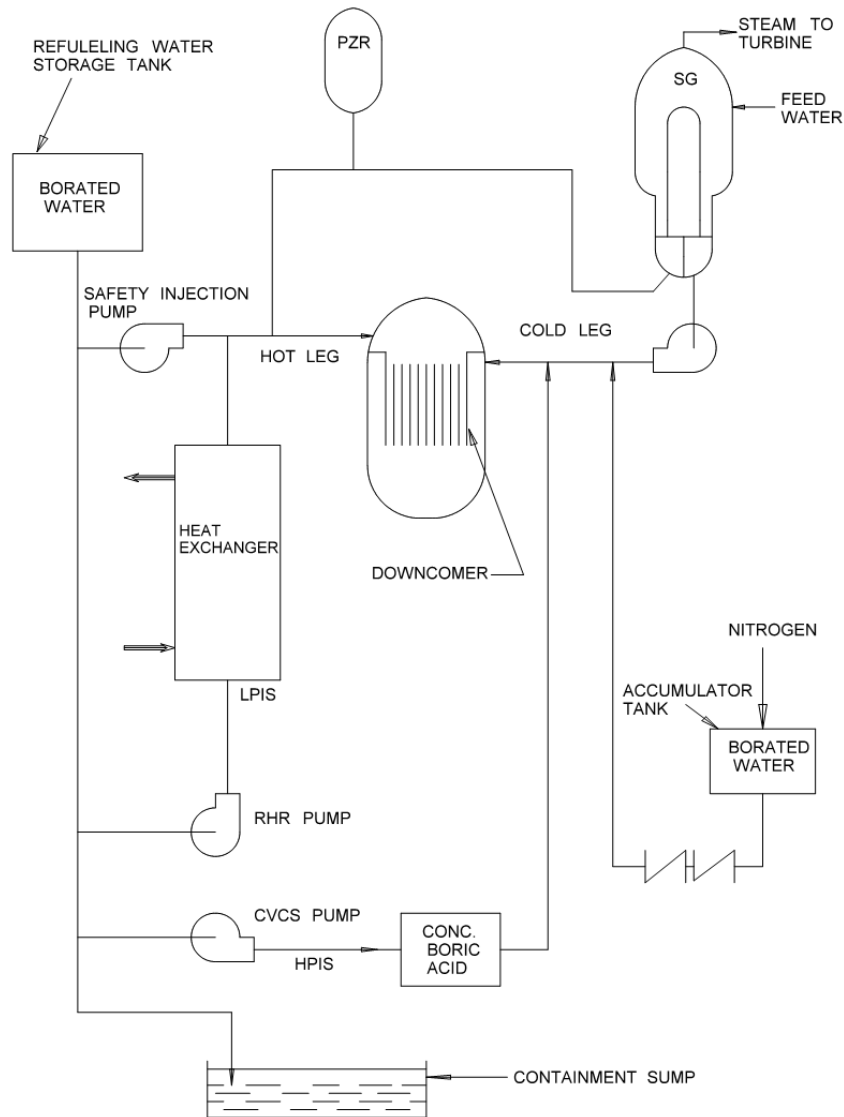 REFULELING WATER
STORAGE TANK
PZR
STEAM TO
TURBINE
SG
FEED
WATER
BORATED
WATER
SAFETY INJECTION
PUMP
HOT LEG
COLD LEG
HEAT
EXCHANGER
DOWNCOMER
LPIS
NITROGEN
ACCUMULATOR
TANK
BORATED
WATER
RHR PUMP
CVCS PUMP
HPIS
CONC.
BORIC
ACID
CONTAINMENT SUMP